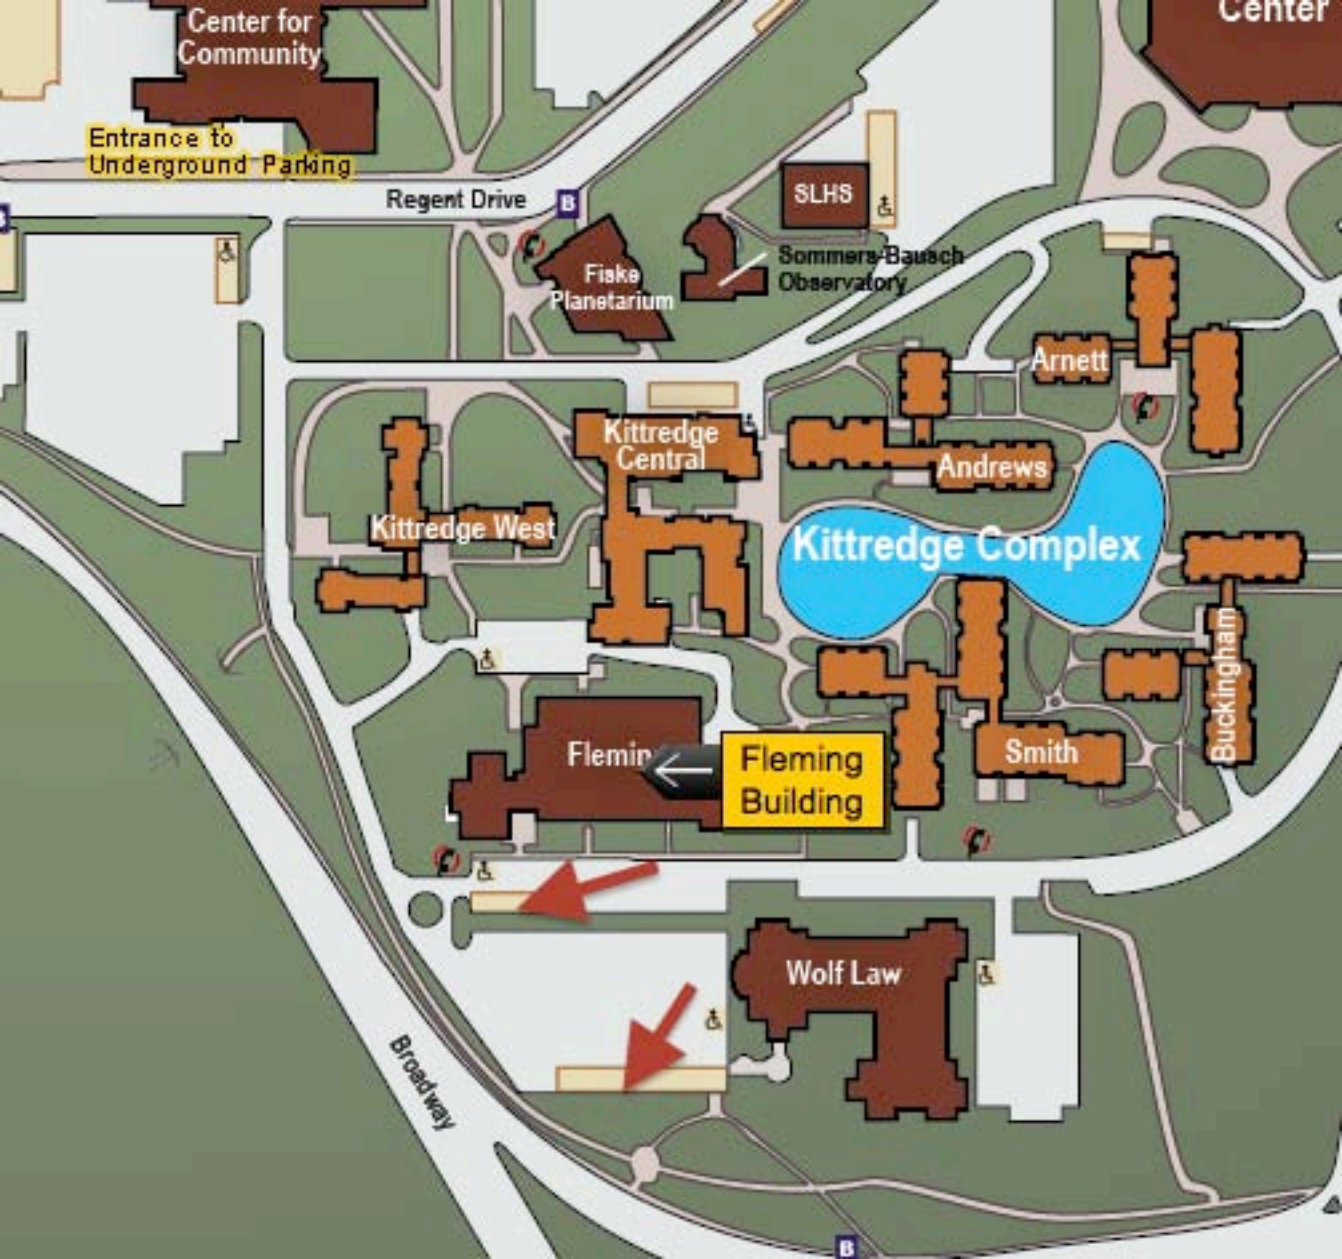 Center for
Community
Center
Entrance to
Underground Parking
Regent Drive
B
SLHS
Fiske
Planetarium
Sommers-Bausch
Observatory
Arnett
Kittredge
Central
Andrews
Kittredge West
Kittredge Complex
Buckingham
Smith
Flemin
Fleming
Building
Wolf Law
Broadway
B